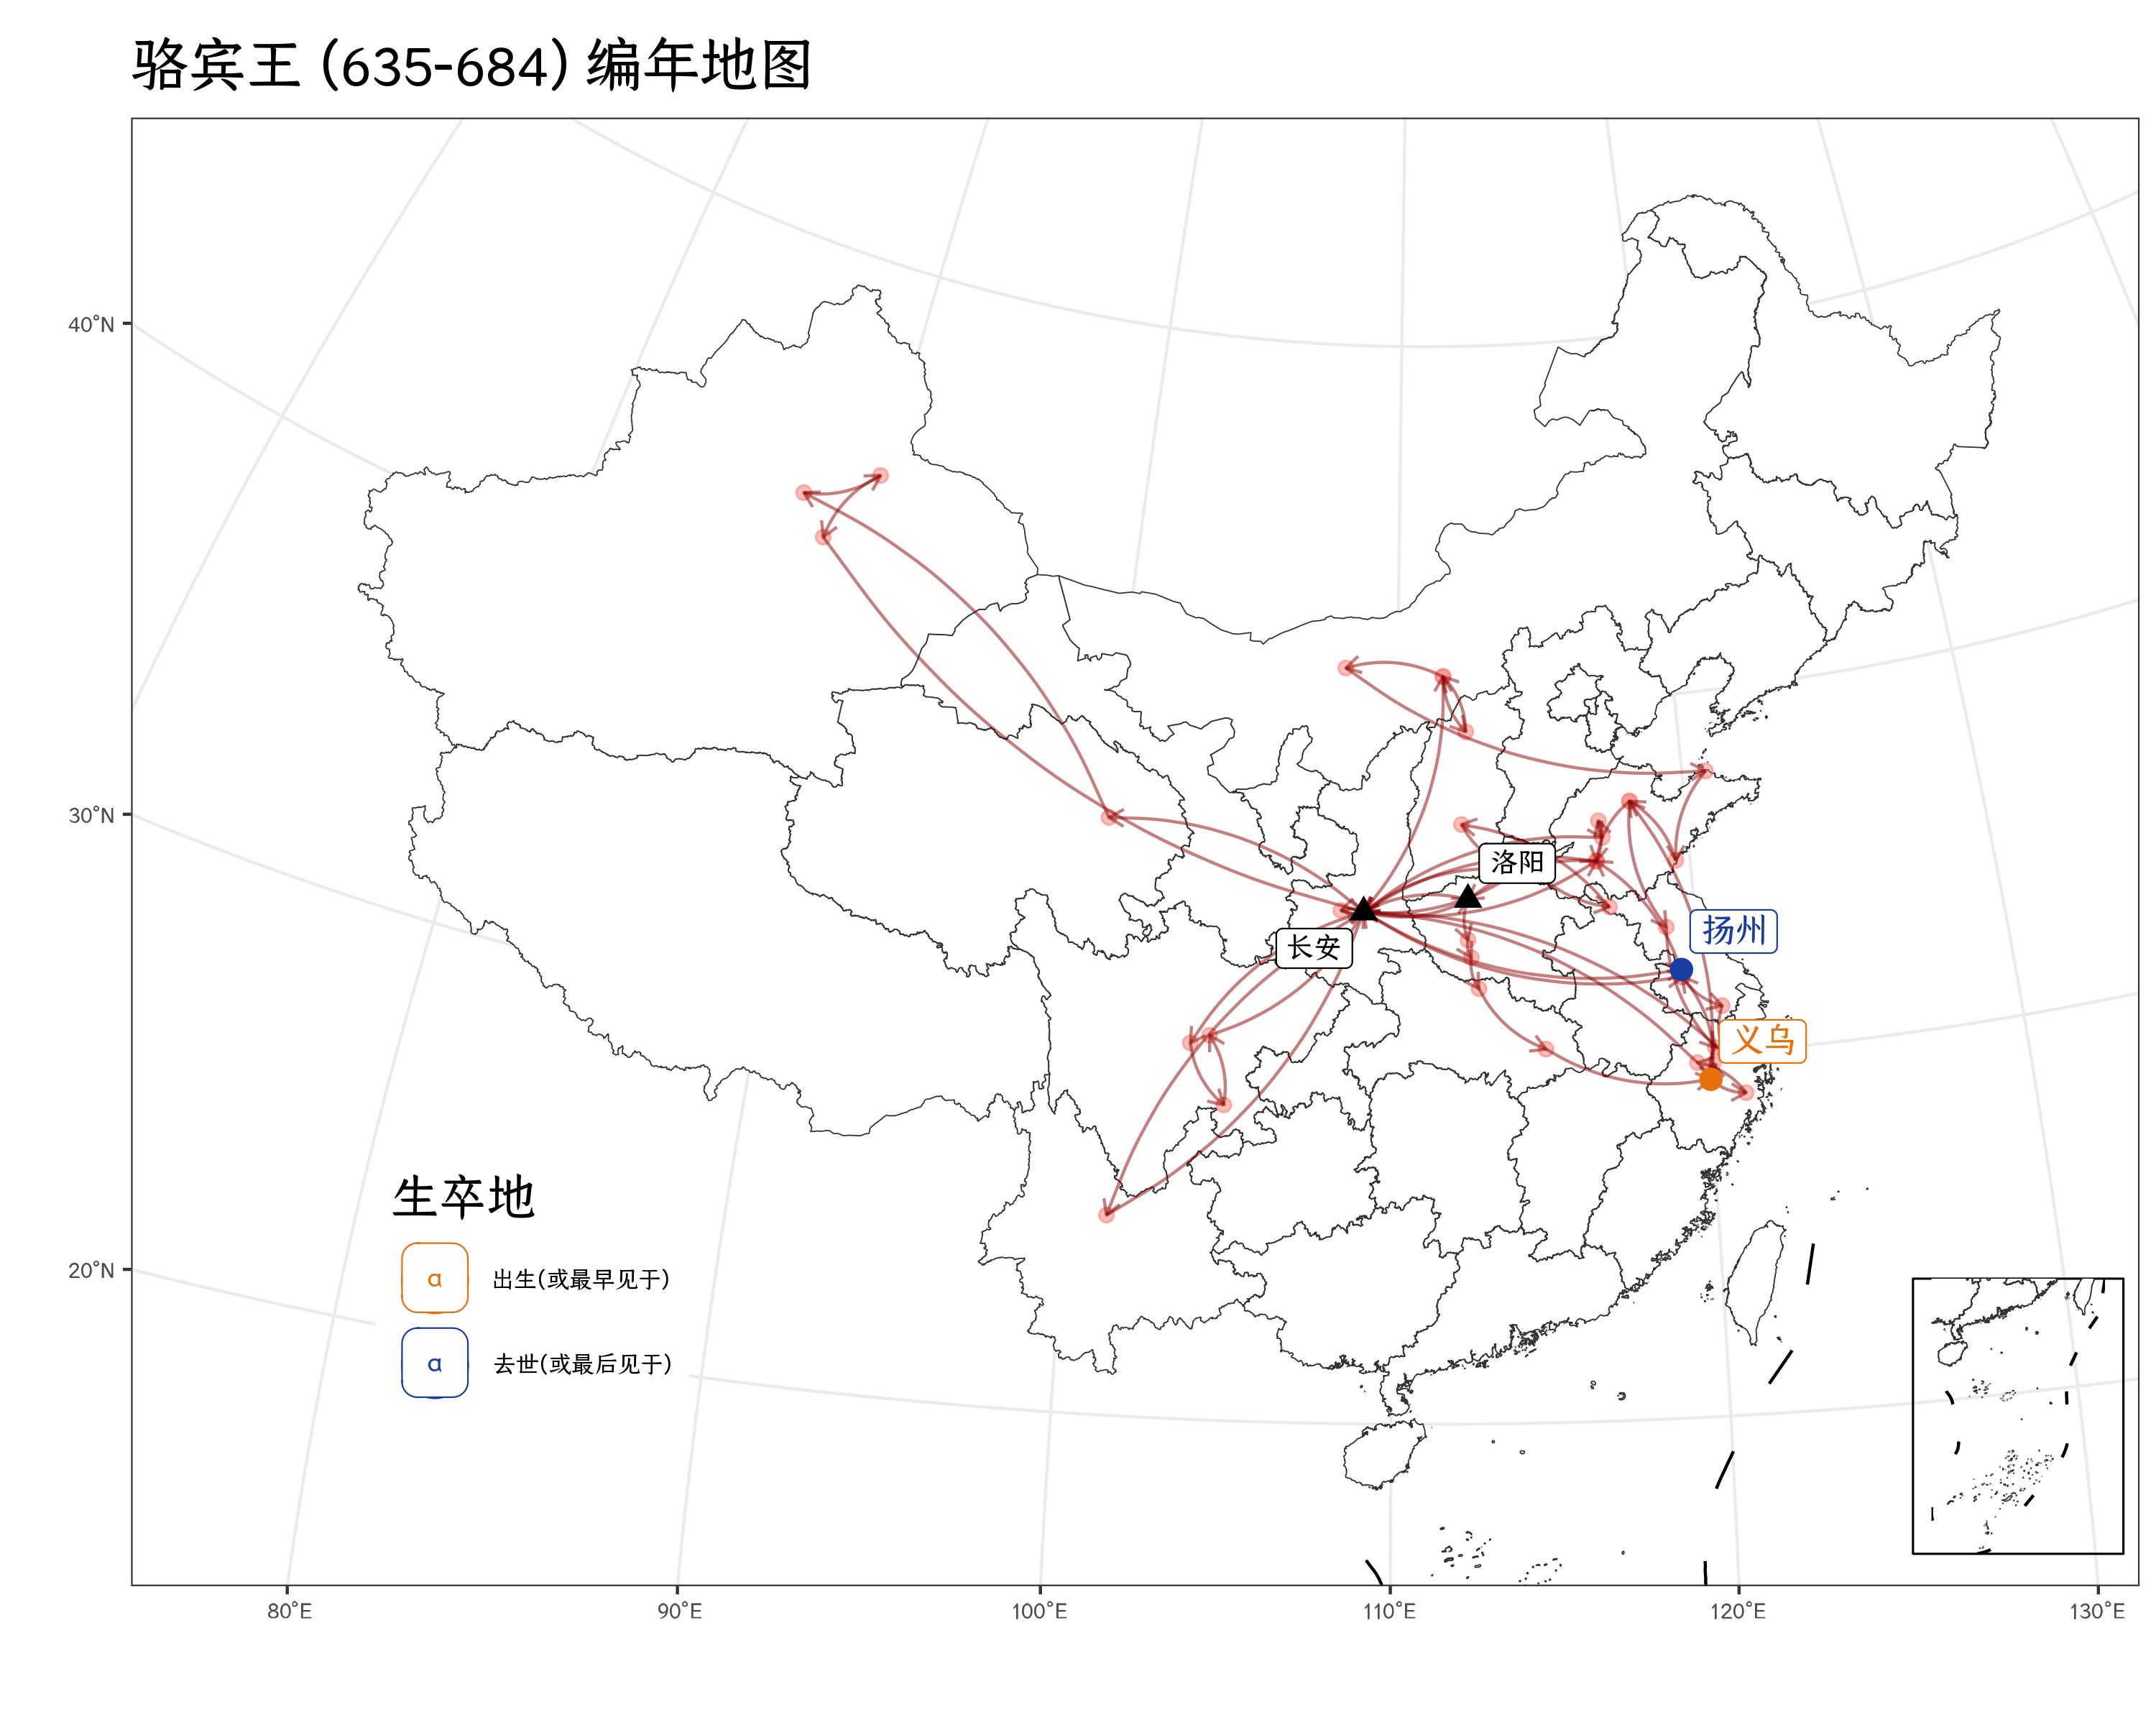 骆宾王 (635-684) 编年地图
40°N
30°N
20°N
洛阳
扬州
长安
义乌
生卒地
a 出生(或最早见于)
a 去世(或最后见于)
80°E 90°E 100°E 110°E 120°E 130°E